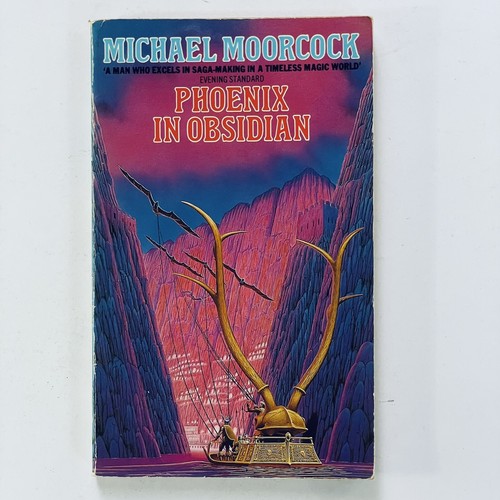 MICHAEL MOORCOCK
'A MAN WHO EXCELS IN SAGA-MAKING IN A TIMELESS MAGIC WORLD'
EVENING STANDARD
PHOENIX
IN OBSIDIAN